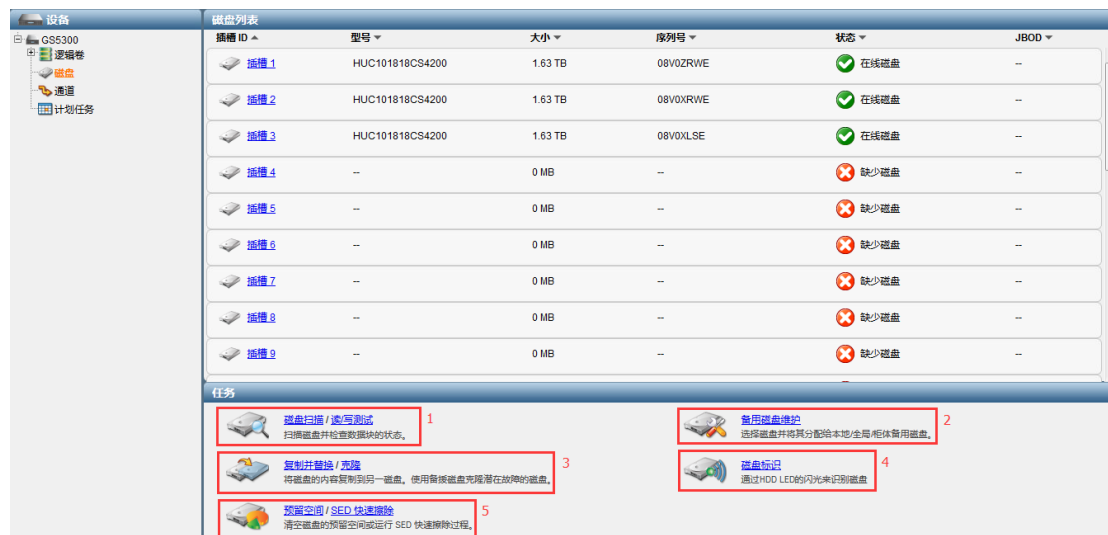 设备
GS5300
逻辑卷
磁盘
通道
计划任务
磁盘列表
插槽 ID 型号 大小 序列号 状态 JBOD
插槽 1 HUC101818CS4200 1.63 TB 08V0ZRWE 在线磁盘 --
插槽 2 HUC101818CS4200 1.63 TB 08V0XRWE 在线磁盘 --
插槽 3 HUC101818CS4200 1.63 TB 08V0XLSE 在线磁盘 --
插槽 4 -- 0 MB -- 缺少磁盘 --
插槽 5 -- 0 MB -- 缺少磁盘 --
插槽 6 -- 0 MB -- 缺少磁盘 --
插槽 7 -- 0 MB -- 缺少磁盘 --
插槽 8 -- 0 MB -- 缺少磁盘 --
插槽 9 -- 0 MB -- 缺少磁盘 --
任务
磁盘扫描 / 读/写测试 1
扫描磁盘并检查数据块的状态。
备用磁盘维护 2
选择磁盘并将其分配给本地/全局/柜体备用磁盘。
复制并替换 / 克隆 3
将磁盘的内容复制到另一磁盘。使用备援磁盘克隆潜在故障的磁盘。
磁盘标识 4
通过HDD LED的闪光来识别磁盘
预留空间 / SED 快速擦除 5
清空磁盘的预留空间或运行 SED 快速擦除过程。